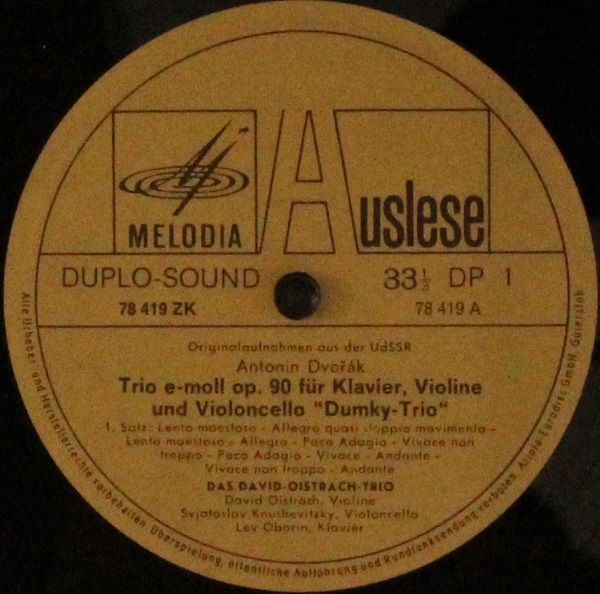 MELODIA
Auslese
DUPLO-SOUND 33 1/3 DP 1
78 419 ZK 78 419 A
Originalaufnahmen aus der UdSSR
Antonin Dvořák
Trio e-moll op. 90 für Klavier, Violine
und Violoncello "Dumky-Trio"
1. Satz: Lento maestoso - Allegro quasi doppio movimento -
Lento maestoso - Allegro - Poco Adagio - Vivace non
troppo - Poco Adagio - Vivace - Andante -
Vivace non troppo - Andante
DAS DAVID-OISTRACH-TRIO
David Oistrach, Violine
Svjatoslav Knushevitzky, Violoncello
Lev Oborin, Klavier
Alle Urheber- und Herstellerrechte vorbehalten. Überspielung, öffentliche Aufführung und Rundfunksendung verboten. Ariola-Eurodisc GmbH, Gütersloh